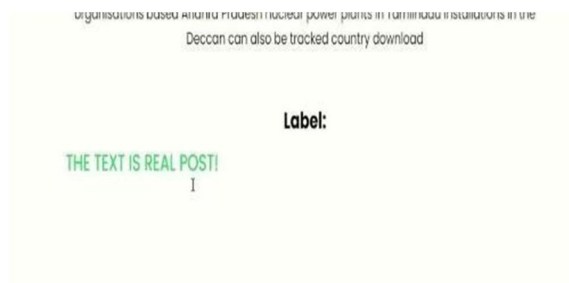 organisations based Andhra Pradesh nuclear power plants in Tamilnadu installations in the
Deccan can also be tracked country download
Label:
THE TEXT IS REAL POST!